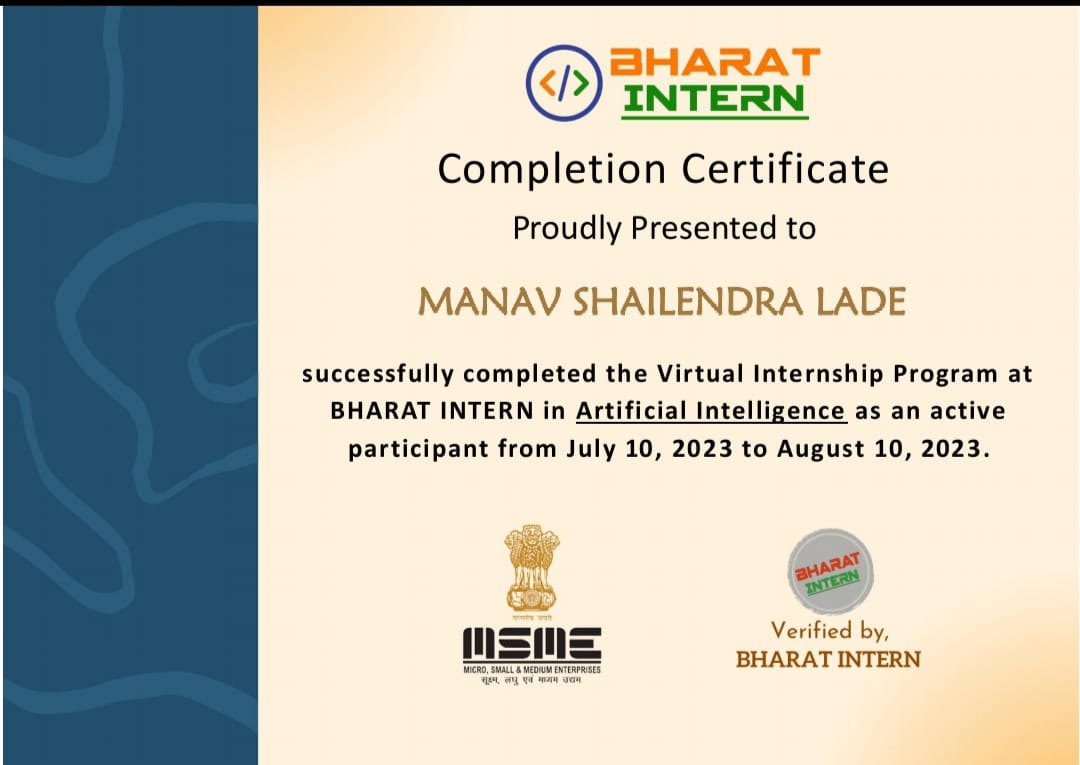 BHARAT
INTERN
Completion Certificate
Proudly Presented to
MANAV SHAILENDRA LADE
successfully completed the Virtual Internship Program at
BHARAT INTERN in Artificial Intelligence as an active
participant from July 10, 2023 to August 10, 2023.
सत्यमेव जयते
MSME
MICRO, SMALL & MEDIUM ENTERPRISES
सूक्ष्म, लघु एवं मध्यम उद्यम
BHARAT
INTERN
Verified by,
BHARAT INTERN